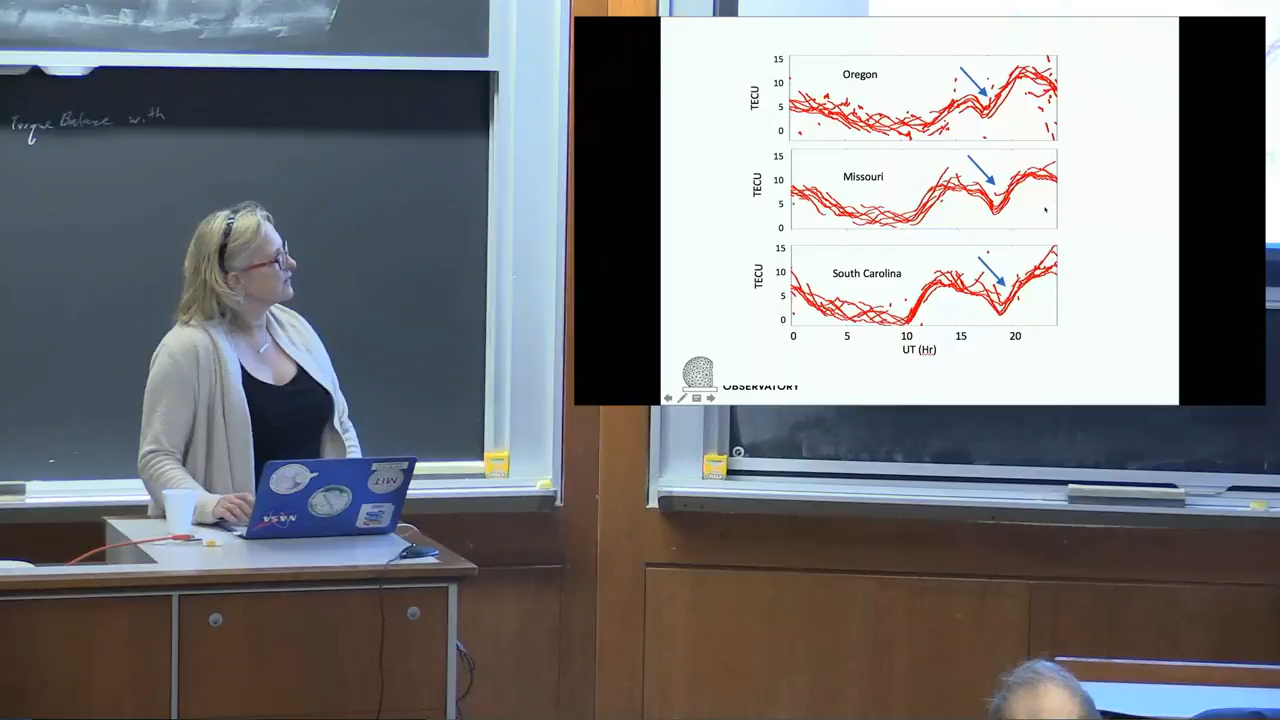 Torque Balance with
15
10
5
0
TECU
Oregon
15
10
5
0
TECU
Missouri
15
10
5
0
TECU
South Carolina
0 5 10 15 20
UT (Hr)
OBSERVATORY
NASA
MIT